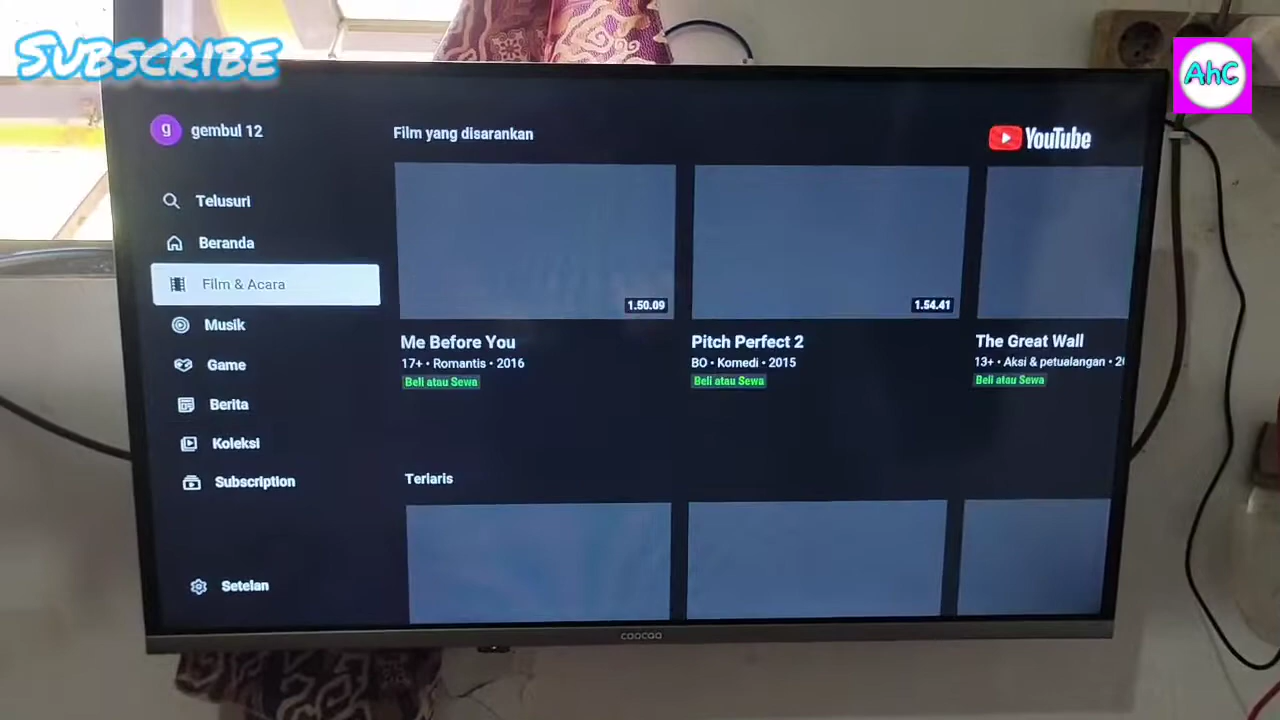 SUBSCRIBE
AhC
g gembul 12
Film yang disarankan
YouTube
Telusuri
Beranda
Film & Acara
Musik
Game
Berita
Koleksi
Subscription
Setelan
1.50.09
1.54.41
Me Before You
Pitch Perfect 2
The Great Wall
17+ • Romantis • 2016
BO • Komedi • 2015
13+ • Aksi & petualangan • 2
Beli atau Sewa
Beli atau Sewa
Beli atau Sewa
Terlaris
coocaa